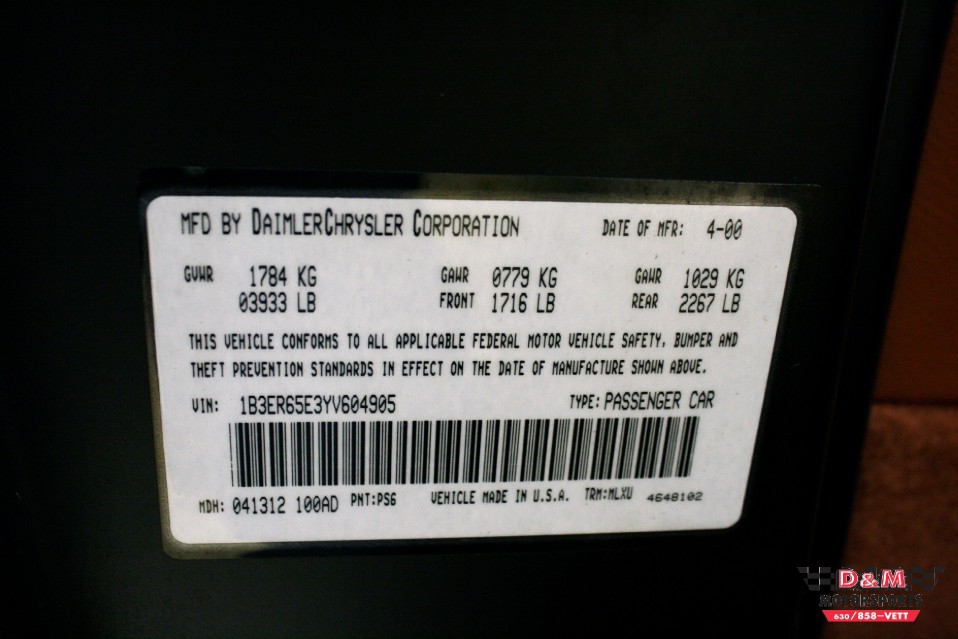 MFD BY DAIMLERCHRYSLER CORPORATION DATE OF MFR: 4-00
GVWR 1784 KG GAWR 0779 KG GAWR 1029 KG
03933 LB FRONT 1716 LB REAR 2267 LB
THIS VEHICLE CONFORMS TO ALL APPLICABLE FEDERAL MOTOR VEHICLE SAFETY, BUMPER AND
THEFT PREVENTION STANDARDS IN EFFECT ON THE DATE OF MANUFACTURE SHOWN ABOVE.
VIN: 1B3ER65E3YV604905 TYPE: PASSENGER CAR
MDH: 041312 100AD PNT:PS6 VEHICLE MADE IN U.S.A. TRM:MLXU 4648102
D&M
MOTORSPORTS
630/858-VETT